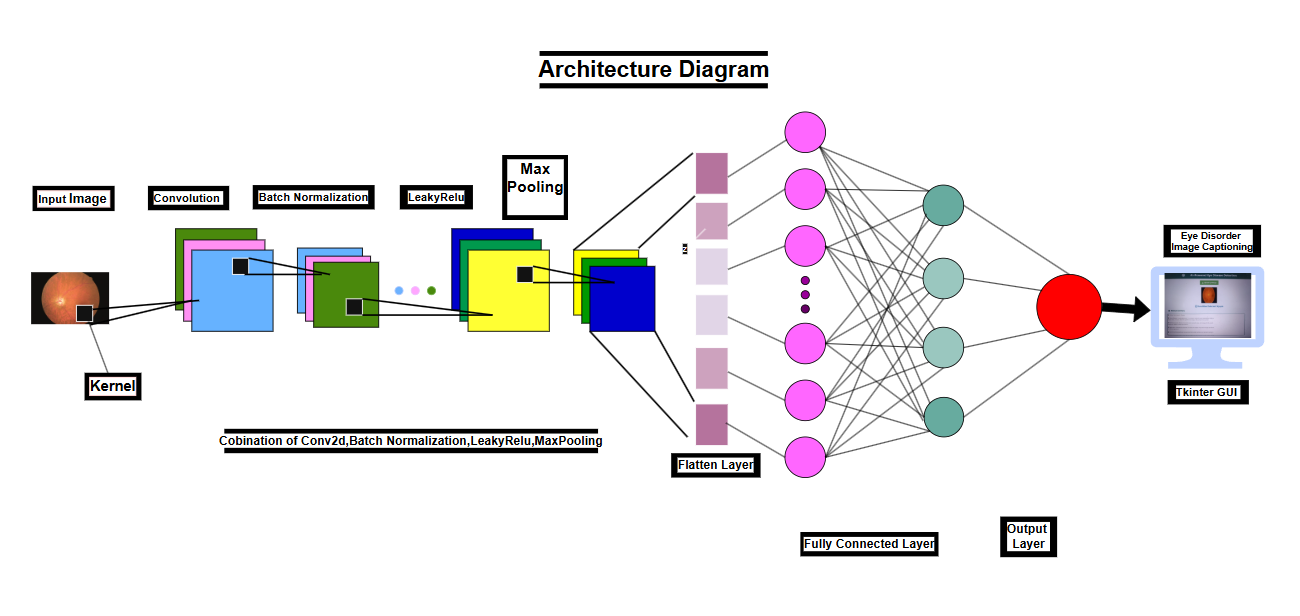 Architecture Diagram
Max
Pooling
Input Image
Convolution
Batch Normalization
LeakyRelu
Eye Disorder
Image Captioning
Kernel
Tkinter GUI
Cobination of Conv2d,Batch Normalization,LeakyRelu,MaxPooling
Flatten Layer
Fully Connected Layer
Output
Layer